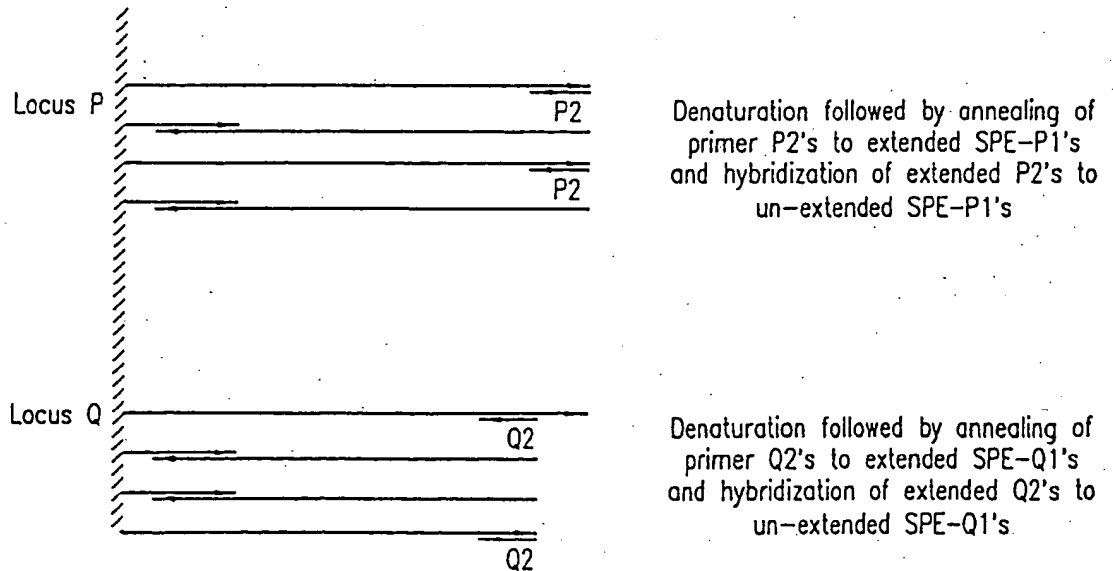 Locus P
P2
P2
Denaturation followed by annealing of
primer P2's to extended SPE-P1's
and hybridization of extended P2's to
un-extended SPE-P1's
Locus Q
Q2
Q2
Denaturation followed by annealing of
primer Q2's to extended SPE-Q1's
and hybridization of extended Q2's to
un-extended SPE-Q1's